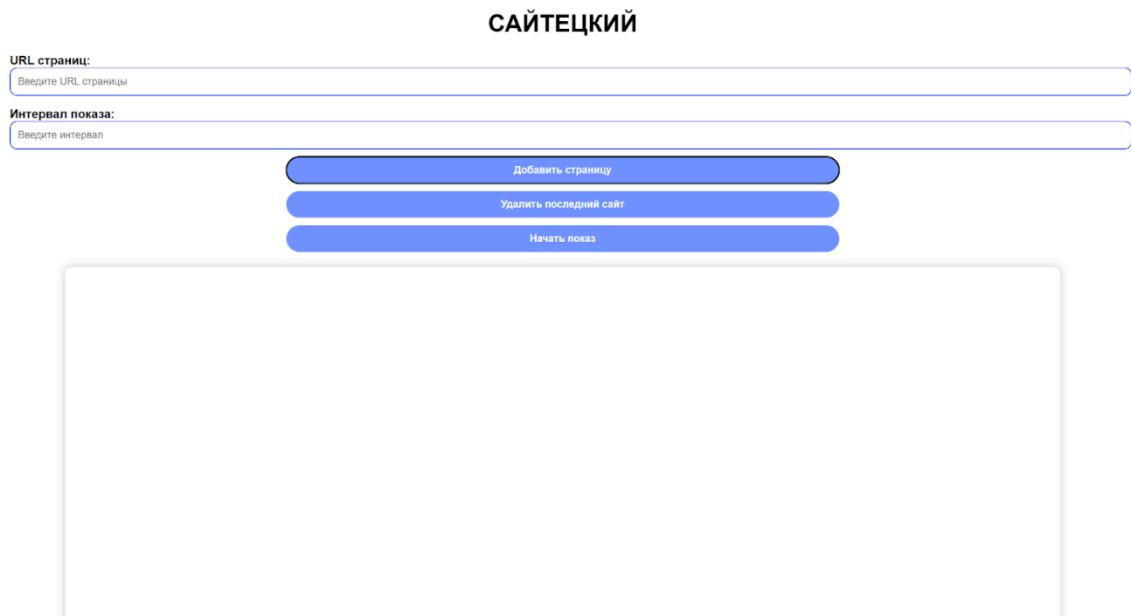 САЙТЕЦКИЙ
URL страниц:
Введите URL страницы
Интервал показа:
Введите интервал
Добавить страницу
Удалить последний сайт
Начать показ